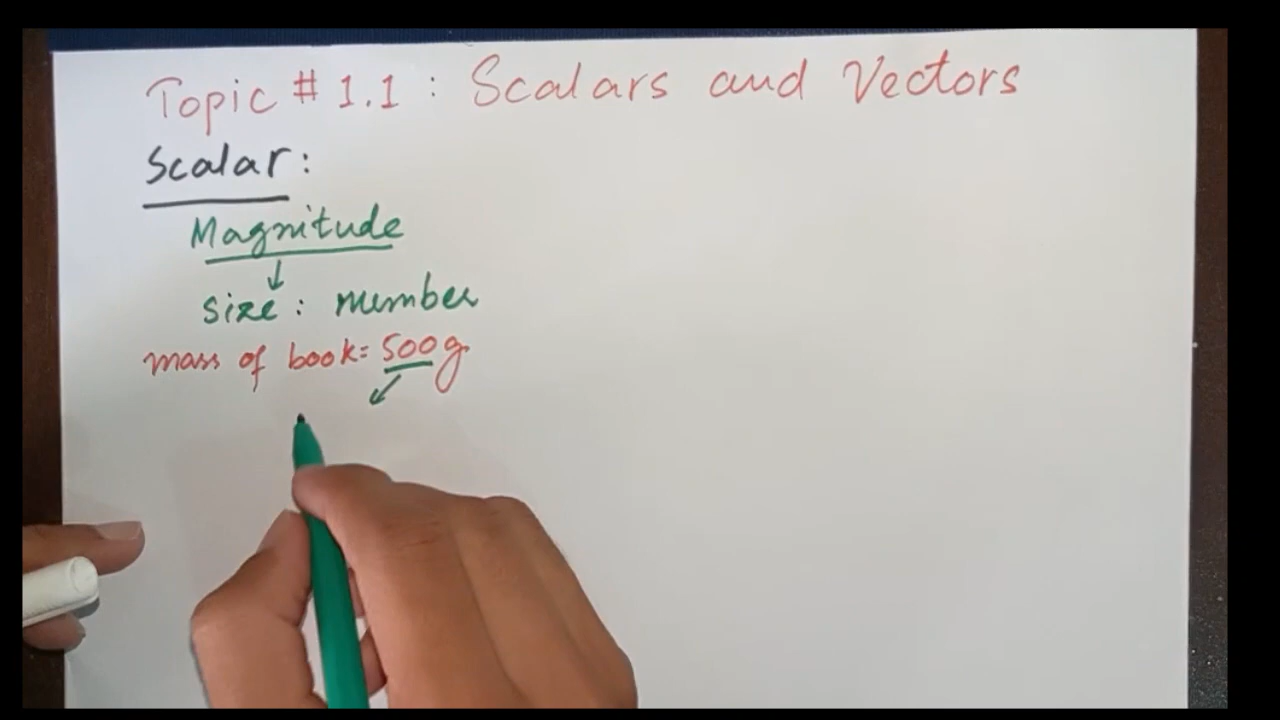 Topic # 1.1 : Scalars and Vectors
Scalar:
Magnitude
↓
Size : number
mass of book = 500g
↙